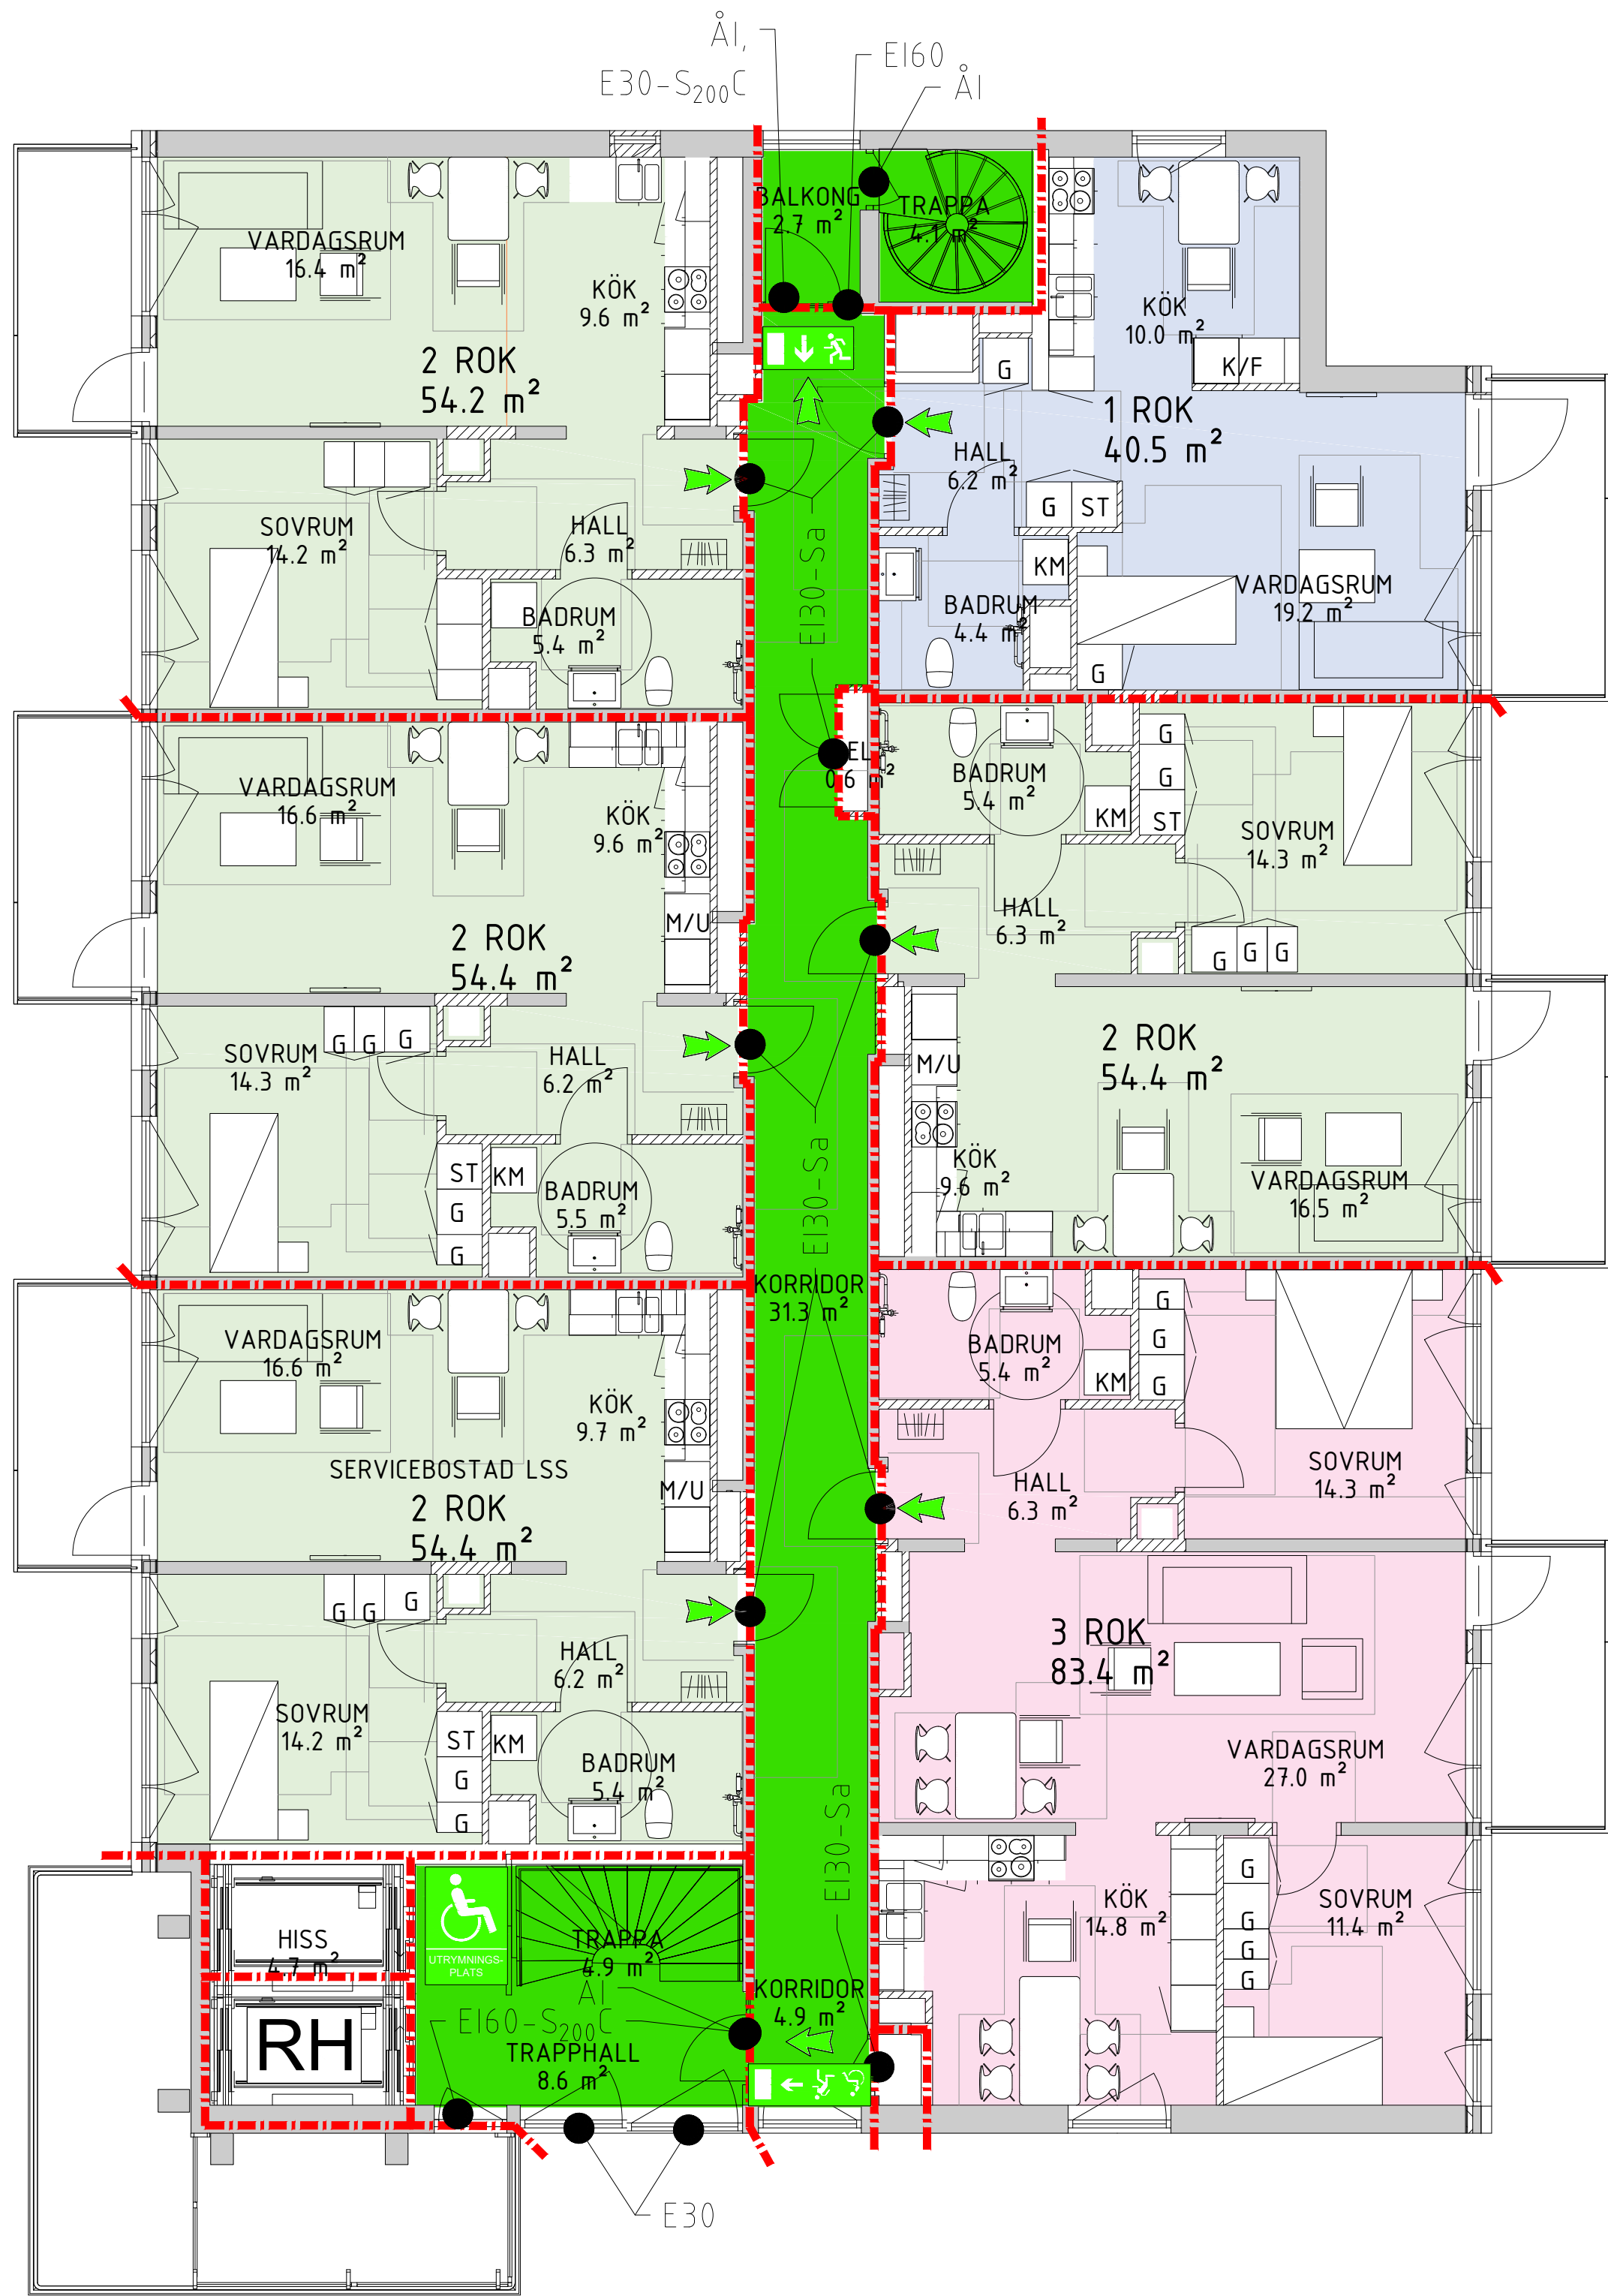 ÅI,
E30-S₂₀₀C
EI60
ÅI
BALKONG
2.7 m²
TRAPPA
4.1 m²
VARDAGSRUM
16.4 m²
KÖK
9.6 m²
2 ROK
54.2 m²
KÖK
10.0 m²
K/F
G
1 ROK
40.5 m²
HALL
6.2 m²
G
ST
SOVRUM
14.2 m²
HALL
6.3 m²
EI30-Sa
KM
BADRUM
5.4 m²
BADRUM
4.4 m²
VARDAGSRUM
19.2 m²
G
VARDAGSRUM
16.6 m²
KÖK
9.6 m²
EL
0.6 m²
BADRUM
5.4 m²
KM
G
G
ST
SOVRUM
14.3 m²
M/U
2 ROK
54.4 m²
HALL
6.3 m²
G
G
G
SOVRUM
14.3 m²
G
G
G
HALL
6.2 m²
M/U
2 ROK
54.4 m²
EI30-Sa
ST
KM
G
G
BADRUM
5.5 m²
KÖK
9.6 m²
VARDAGSRUM
16.5 m²
KORRIDOR
31.3 m²
VARDAGSRUM
16.6 m²
KÖK
9.7 m²
BADRUM
5.4 m²
KM
G
G
G
SERVICEBOSTAD LSS
2 ROK
54.4 m²
M/U
HALL
6.3 m²
SOVRUM
14.3 m²
G
G
G
HALL
6.2 m²
3 ROK
83.4 m²
SOVRUM
14.2 m²
ST
KM
G
G
BADRUM
5.4 m²
VARDAGSRUM
27.0 m²
EI30-Sa
KÖK
14.8 m²
G
G
G
G
SOVRUM
11.4 m²
HISS
4.7 m²
UTRYMNINGS-
PLATS
TRAPPA
4.9 m²
ÅI
EI60-S₂₀₀C
KORRIDOR
4.9 m²
RH
TRAPPHALL
8.6 m²
E30